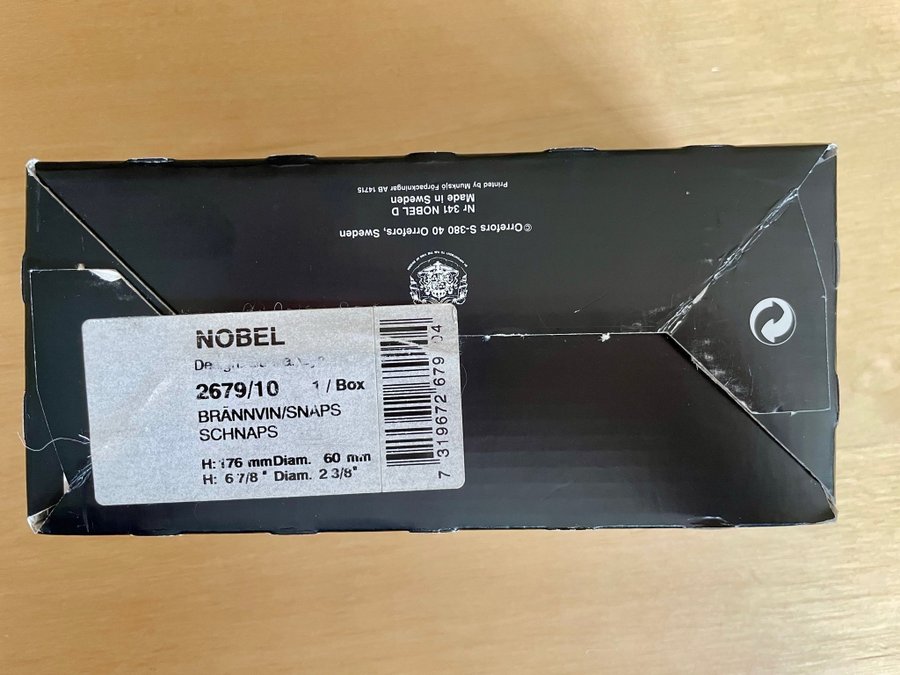 NOBEL
2679/10 1 / Box
BRÄNNVIN/SNAPS
SCHNAPS
H: 176 mm Diam. 60 mm
H: 6 7/8" Diam. 2 3/8"
7 319672 679 04
©Orrefors S-380 40 Orrefors, Sweden
Nr 341 NOBEL D
Made in Sweden
Printed by Munksjö Förpackningar AB 14715